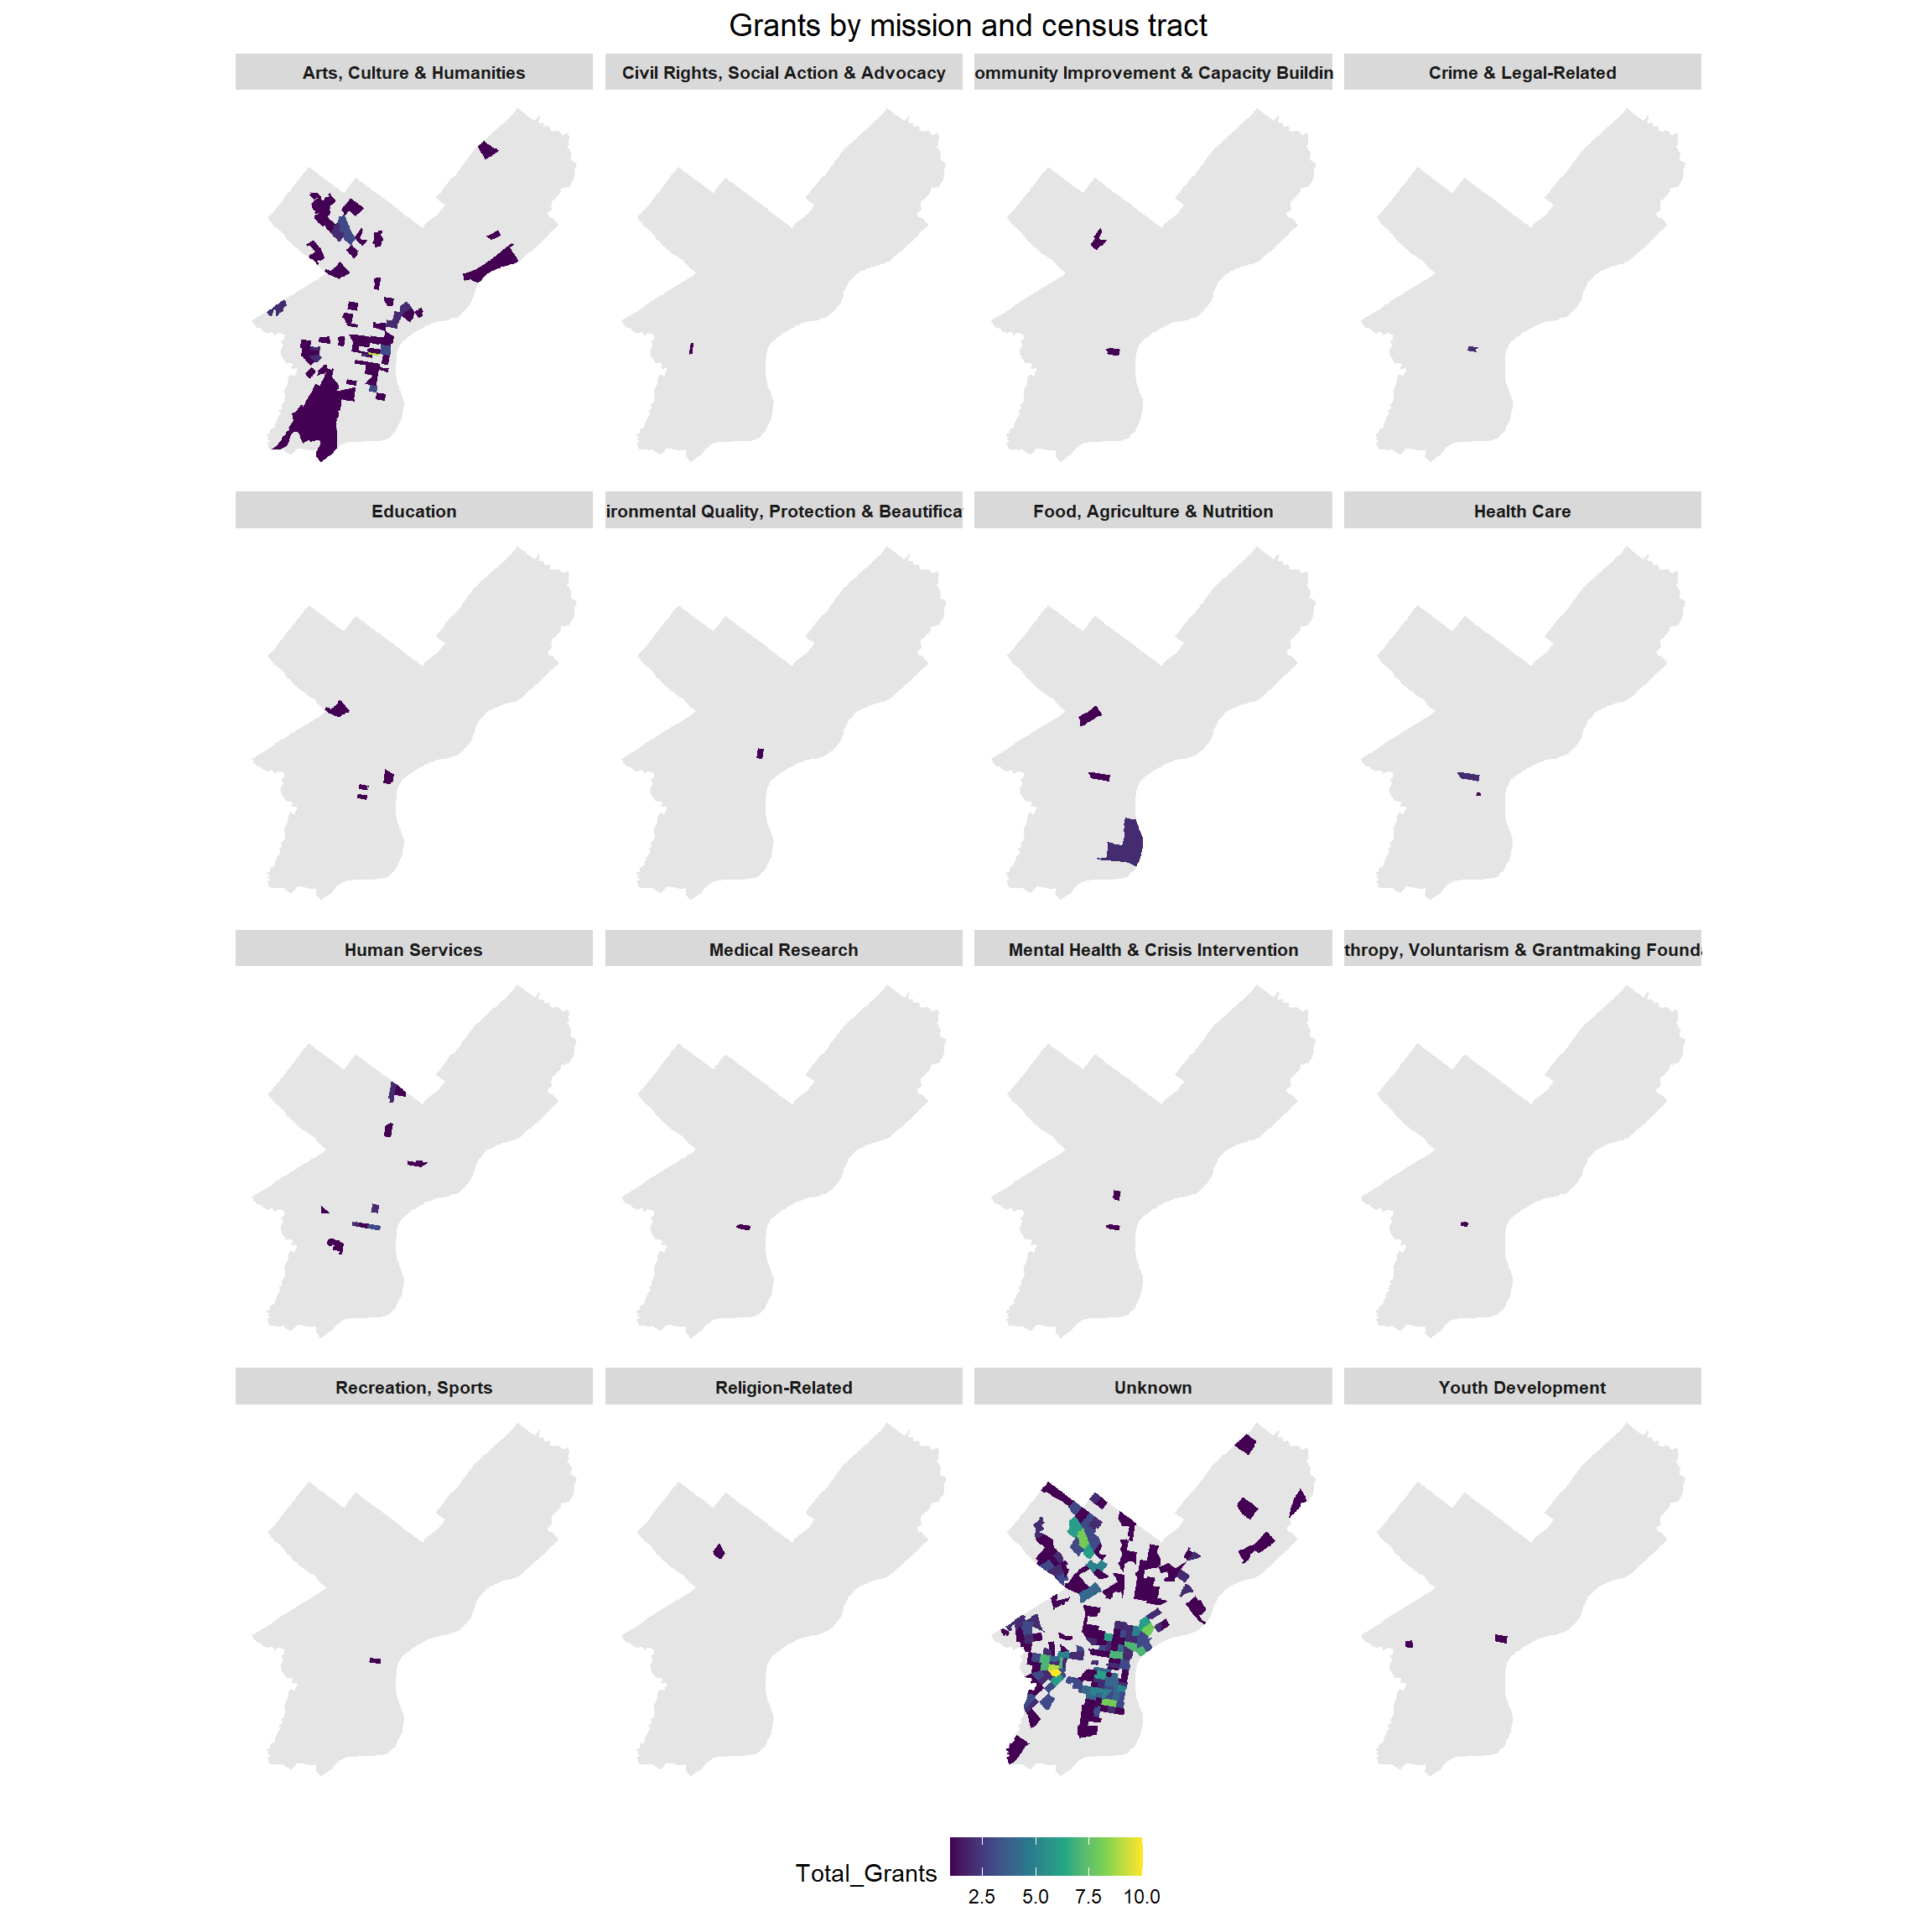 Grants by mission and census tract
Arts, Culture & Humanities
Civil Rights, Social Action & Advocacy
ommunity Improvement & Capacity Buildin
Crime & Legal-Related
Education
ironmental Quality, Protection & Beautifica
Food, Agriculture & Nutrition
Health Care
Human Services
Medical Research
Mental Health & Crisis Intervention
thropy, Voluntarism & Grantmaking Founda
Recreation, Sports
Religion-Related
Unknown
Youth Development
Total_Grants
2.5 5.0 7.5 10.0